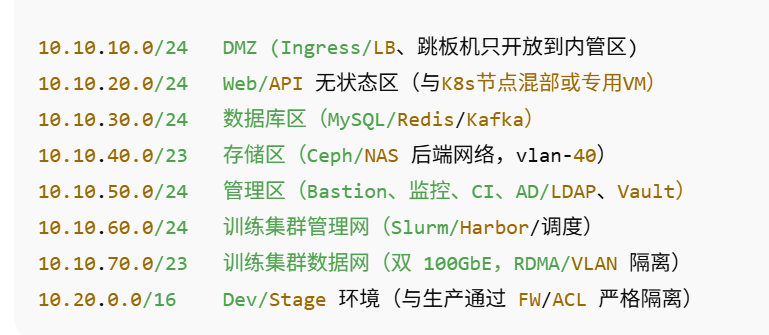 10.10.10.0/24 DMZ (Ingress/LB、跳板机只开放到内管区)
10.10.20.0/24 Web/API 无状态区（与K8s节点混部或专用VM）
10.10.30.0/24 数据库区（MySQL/Redis/Kafka）
10.10.40.0/23 存储区（Ceph/NAS 后端网络，vlan-40）
10.10.50.0/24 管理区（Bastion、监控、CI、AD/LDAP、Vault）
10.10.60.0/24 训练集群管理网（Slurm/Harbor/调度）
10.10.70.0/23 训练集群数据网（双 100GbE，RDMA/VLAN 隔离）
10.20.0.0/16 Dev/Stage 环境（与生产通过 FW/ACL 严格隔离）